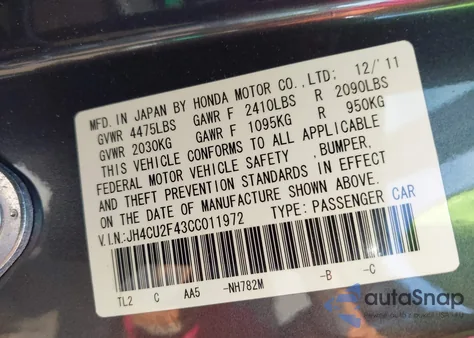 MFD. IN JAPAN BY HONDA MOTOR CO.,LTD: 12/'11
GVWR 4475LBS GAWR F 2410LBS R 2090LBS
GVWR 2030KG GAWR F 1095KG R 950KG
THIS VEHICLE CONFORMS TO ALL APPLICABLE
FEDERAL MOTOR VEHICLE SAFETY ,BUMPER,
AND THEFT PREVENTION STANDARDS IN EFFECT
ON THE DATE OF MANUFACTURE SHOWN ABOVE.
V.I.N:JH4CU2F43CC011972 TYPE: PASSENGER CAR
TL2 C AA5 -NH782M -B -C
autaSnap